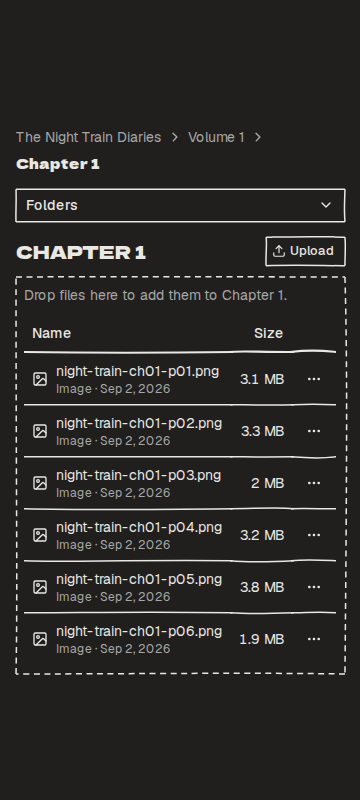 The Night Train Diaries > Volume 1 >
Chapter 1
Folders
CHAPTER 1
Upload
Drop files here to add them to Chapter 1.
Name Size
night-train-ch01-p01.png 3.1 MB
Image · Sep 2, 2026
night-train-ch01-p02.png 3.3 MB
Image · Sep 2, 2026
night-train-ch01-p03.png 2 MB
Image · Sep 2, 2026
night-train-ch01-p04.png 3.2 MB
Image · Sep 2, 2026
night-train-ch01-p05.png 3.8 MB
Image · Sep 2, 2026
night-train-ch01-p06.png 1.9 MB
Image · Sep 2, 2026